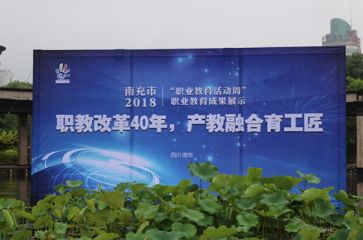 南充市
2018
“职业教育活动周”
职业教育成果展示
职教改革40年，产教融合育工匠
四川南充